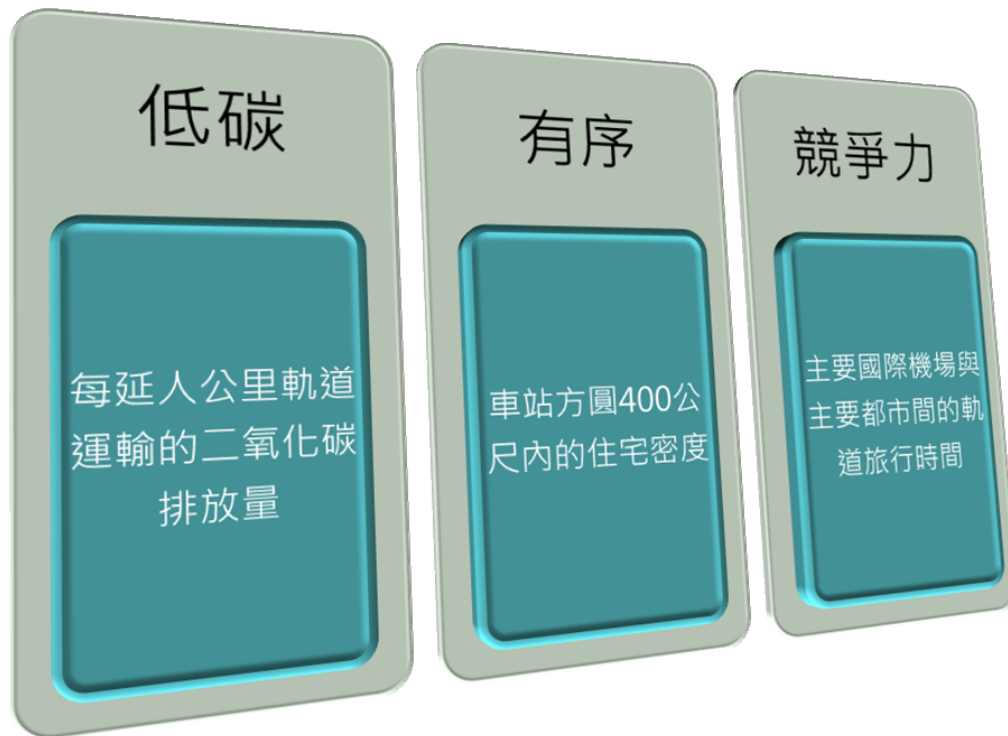 低碳
每延人公里軌道
運輸的二氧化碳
排放量
有序
車站方圓400公
尺內的住宅密度
競爭力
主要國際機場與
主要都市間的軌
道旅行時間